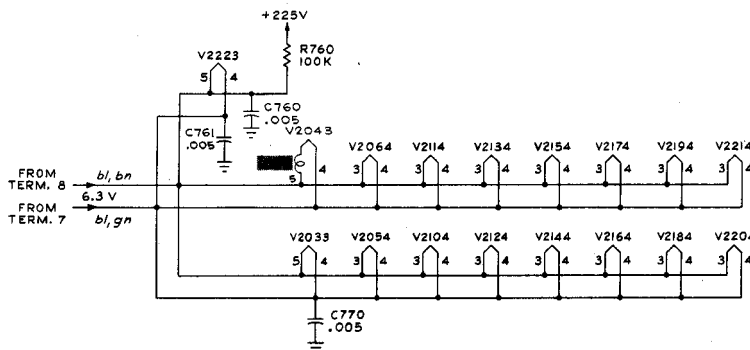 +225V
R760
100K
V2223
5 4
C760
.005
C761
.005
V2043
4
5
V2064 V2114 V2134 V2154 V2174 V2194 V2214
3 4 3 4 3 4 3 4 3 4 3 4 3 4
FROM
TERM. 8
bl, bn
6.3 V
FROM
TERM. 7
bl, gn
V2033 V2054 V2104 V2124 V2144 V2164 V2184 V2204
5 4 3 4 3 4 3 4 3 4 3 4 3 4 3 4
C770
.005